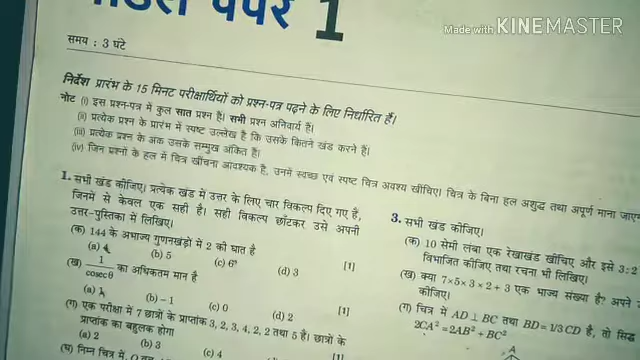 मॉडल पेपर 1
Made with KINEMASTER
समय : 3 घंटे
निर्देश प्रारंभ के 15 मिनट परीक्षार्थियों को प्रश्न-पत्र पढ़ने के लिए निर्धारित हैं।
नोट (i) इस प्रश्न-पत्र में कुल सात प्रश्न हैं। सभी प्रश्न अनिवार्य हैं।
(ii) प्रत्येक प्रश्न के प्रारंभ में स्पष्ट उल्लेख है कि उसके कितने खंड करने हैं।
(iii) प्रत्येक प्रश्न के अंक उसके सम्मुख अंकित हैं।
(iv) जिन प्रश्नों के हल में चित्र खींचना आवश्यक है, उनमें स्वच्छ एवं स्पष्ट चित्र अवश्य खींचिए। चित्र के बिना हल अशुद्ध तथा अपूर्ण माना
1. सभी खंड कीजिए। प्रत्येक खंड में उत्तर के लिए चार विकल्प दिए गए हैं,
जिनमें से केवल एक सही है। सही विकल्प छाँटकर उसे अपनी
उत्तर-पुस्तिका में लिखिए।
(क) 144 के अभाज्य गुणनखंड़ों में 2 की घात है
(a) 4 (b) 5 (c) 6 (d) 3 [1]
(ख) 1/cosecθ का अधिकतम मान है
(a) 1 (b) −1 (c) 0 (d) 2 [1]
(ग) एक परीक्षा में 7 छात्रों के प्राप्तांक 3, 2, 3, 4, 2, 2 तथा 5 हैं। छात्रों के
प्राप्तांक का बहुलक होगा
(a) 2 (b) 3 (c) 4
(घ) निम्न चित्र में, O
3. सभी खंड कीजिए।
(क) 10 सेमी लंबा एक रेखाखंड खींचिए और इसे 3:2
विभाजित कीजिए तथा रचना भी लिखिए।
(ख) क्या 7×5×3×2+3 एक भाज्य संख्या है? अपने
कीजिए।
(ग) चित्र में AD ⊥ BC तथा BD = 1/3 CD है, तो सिद्ध
2CA² = 2AB² + BC²
A